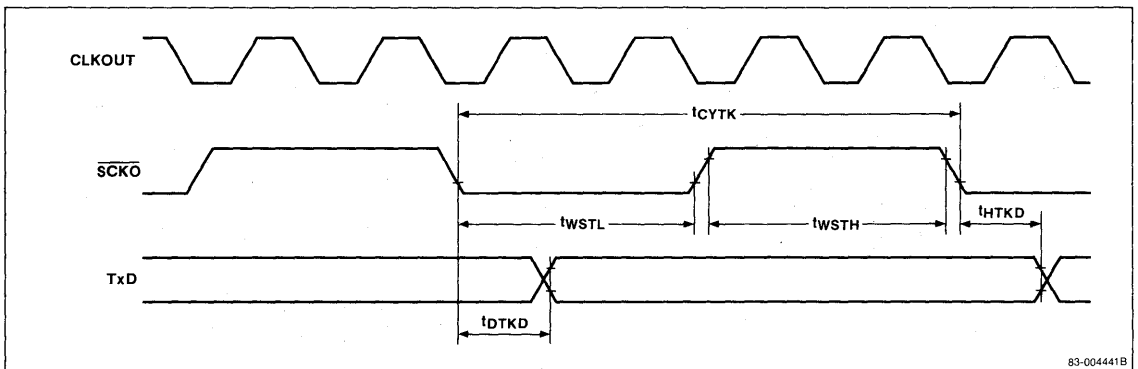 CLKOUT
tCYTK
SCKO
tHTKD
tWSTL
tWSTH
TxD
tDTKD
83-004441B